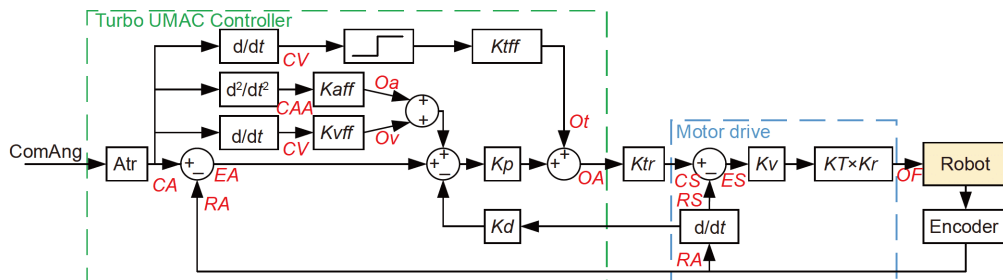 Turbo UMAC Controller
d/dt
CV
Ktff
d²/dt²
CAA
Kaff
Oa
+
+
d/dt
CV
Kvff
Ov
Ot
Motor drive
ComAng
Atr
CA
+
−
EA
RA
+
+
−
Kp
+
+
OA
Ktr
CS
+
−
ES
RS
Kv
KT×Kr
OF
Robot
Kd
d/dt
RA
Encoder